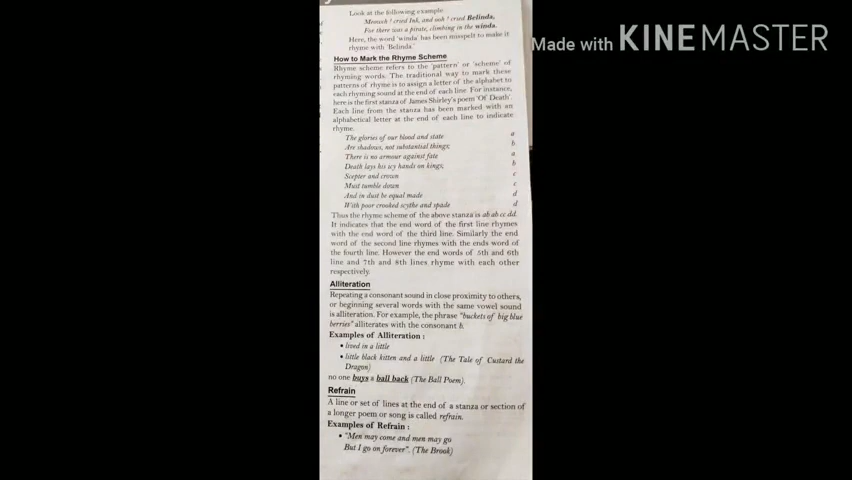 Look at the following example:
Meowch ! cried Ink, and ooh ! cried Belinda,
For there was a pirate, climbing in the winda.
Here, the word 'winda' has been misspelt to make it
rhyme with 'Belinda.'
How to Mark the Rhyme Scheme
Rhyme scheme refers to the 'pattern' or 'scheme' of
rhyming words. The traditional way to mark these
patterns of rhyme is to assign a letter of the alphabet to
each rhyming sound at the end of each line. For instance,
here is the first stanza of James Shirley's poem 'Of Death'.
Each line from the stanza has been marked with an
alphabetical letter at the end of each line to indicate
rhyme.
The glories of our blood and state a
Are shadows, not substantial things; b
There is no armour against fate a
Death lays his icy hands on kings; b
Scepter and crown c
Must tumble down c
And in dust be equal made d
With poor crooked scythe and spade d
Thus the rhyme scheme of the above stanza is ab ab cc dd.
It indicates that the end word of the first line rhymes
with the end word of the third line. Similarly the end
word of the second line rhymes with the ends word of
the fourth line. However the end words of 5th and 6th
line and 7th and 8th lines rhyme with each other
respectively.
Alliteration
Repeating a consonant sound in close proximity to others,
or beginning several words with the same vowel sound
is alliteration. For example, the phrase "buckets of big blue
berries" alliterates with the consonant b.
Examples of Alliteration :
• lived in a little
• little black kitten and a little (The Tale of Custard the
Dragon)
no one buys a ball back (The Ball Poem).
Refrain
A line or set of lines at the end of a stanza or section of
a longer poem or song is called refrain.
Examples of Refrain :
• "Men may come and men may go
But I go on forever". (The Brook)
Made with KINEMASTER